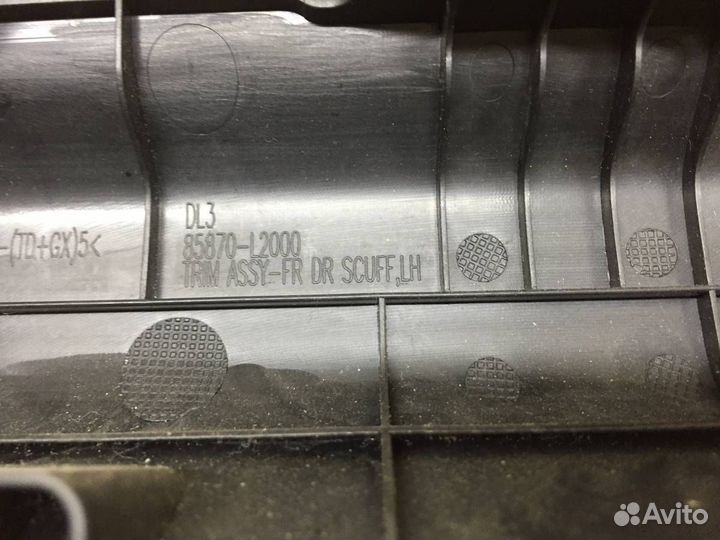 DL3
85870-L2000
TRIM ASSY-FR DR SCUFF,LH
-(TD+GX)5<
Avito